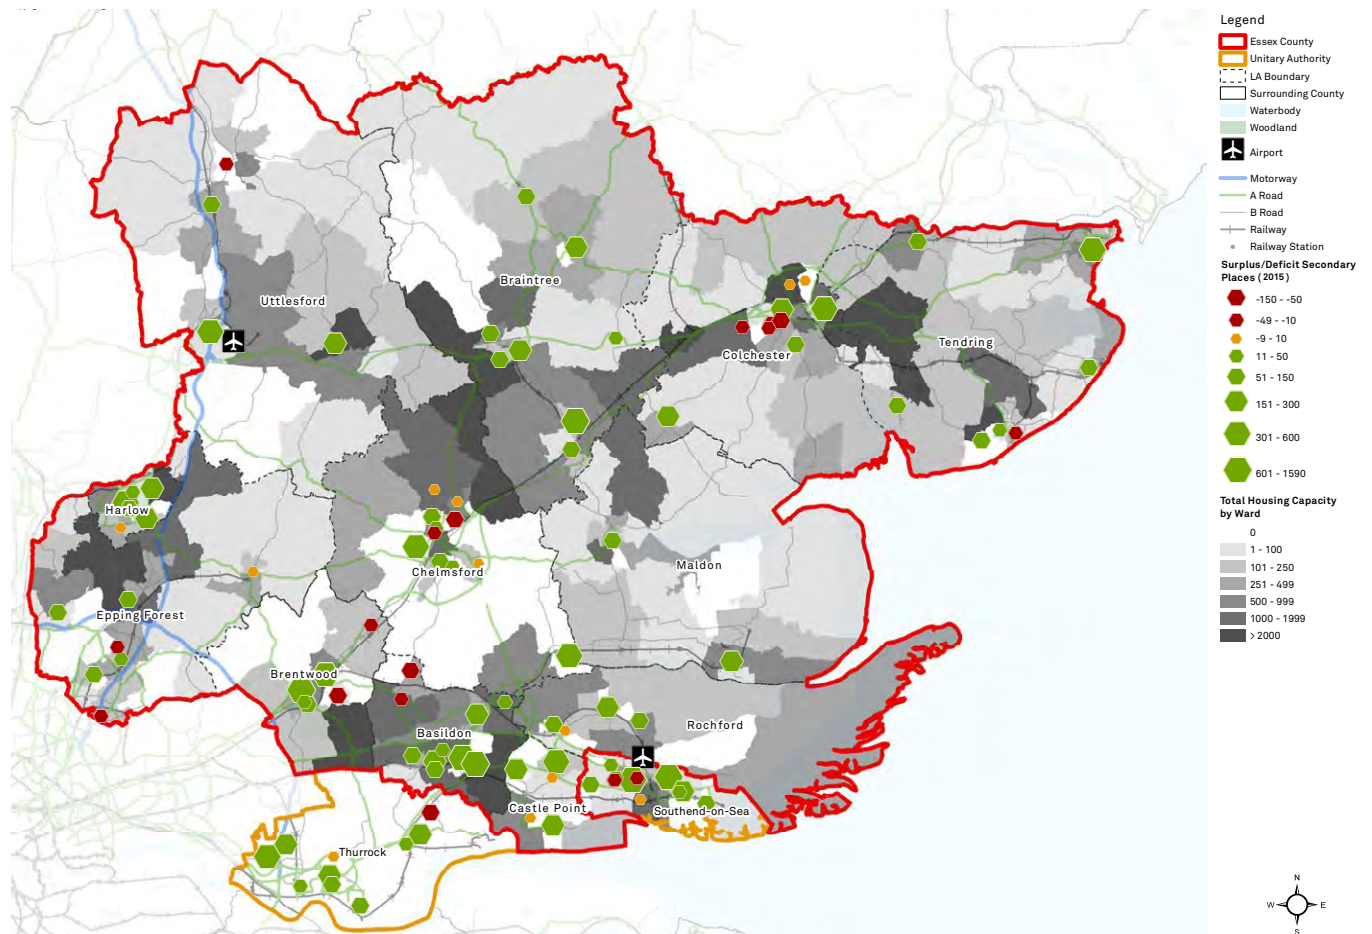 Legend
Essex County
Unitary Authority
LA Boundary
Surrounding County
Waterbody
Woodland
Airport
Motorway
A Road
B Road
Railway
Railway Station
Surplus/Deficit Secondary
Places (2015)
-150 - -50
-49 - -10
-9 - 10
11 - 50
51 - 150
151 - 300
301 - 600
601 - 1590
Total Housing Capacity
by Ward
0
1 - 100
101 - 250
251 - 499
500 - 999
1000 - 1999
> 2000
Uttlesford
Braintree
Colchester
Tendring
Harlow
Epping Forest
Chelmsford
Maldon
Brentwood
Basildon
Rochford
Castle Point
Southend-on-Sea
Thurrock
N
W
E
S